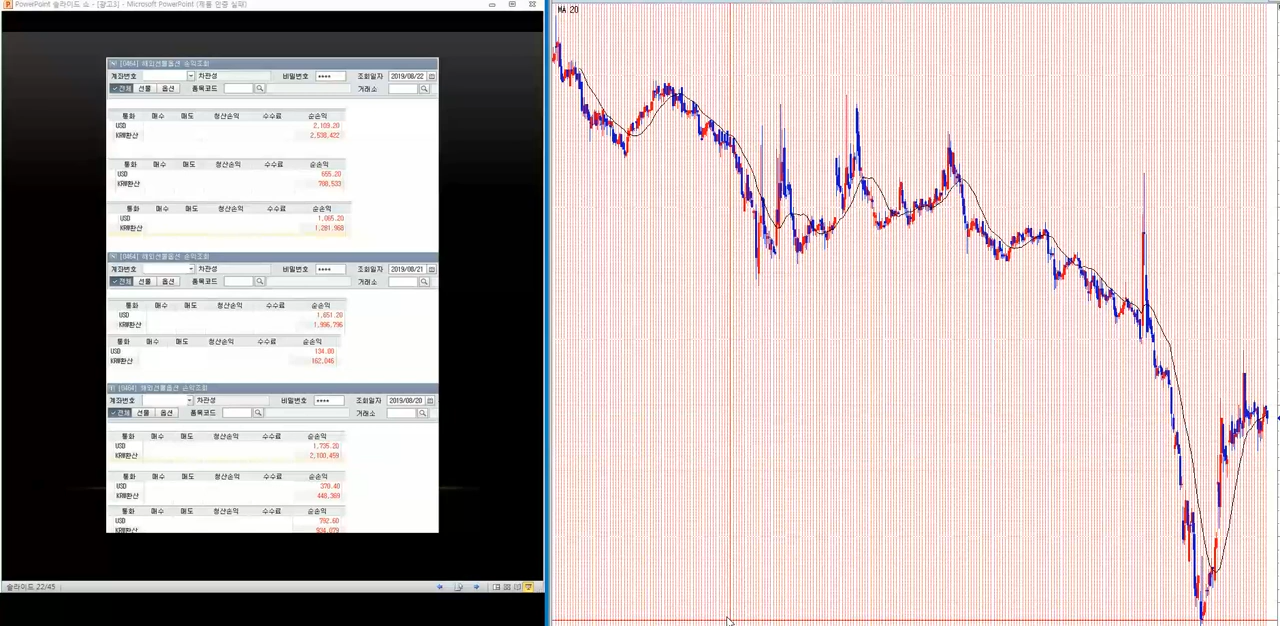 PowerPoint 슬라이드 쇼 - [광고3] - Microsoft PowerPoint (제품 인증 실패)
[0464] 해외선물옵션 손익조회
계좌번호 차잔성 비밀번호 **** 조회일자 2019/08/22
✓전체 선물 옵션 품목코드 거래소
통화 매수 매도 청산손익 수수료 순손익
USD 2,109.20
KRW환산 2,538,422
통화 매수 매도 청산손익 수수료 순손익
USD 655.20
KRW환산 788,533
통화 매수 매도 청산손익 수수료 순손익
USD 1,065.20
KRW환산 1,281,968
[0464] 해외선물옵션 손익조회
계좌번호 차잔성 비밀번호 **** 조회일자 2019/08/21
✓전체 선물 옵션 품목코드 거래소
통화 매수 매도 청산손익 수수료 순손익
USD 1,651.20
KRW환산 1,996,796
통화 매수 매도 청산손익 수수료 순손익
USD 134.00
KRW환산 162,046
[0464] 해외선물옵션 손익조회
계좌번호 차잔성 비밀번호 **** 조회일자 2019/08/20
✓전체 선물 옵션 품목코드 거래소
통화 매수 매도 청산손익 수수료 순손익
USD 1,735.20
KRW환산 2,100,459
통화 매수 매도 청산손익 수수료 순손익
USD 370.40
KRW환산 448,369
통화 매수 매도 청산손익 수수료 순손익
USD 792.60
KRW환산
슬라이드 22/45
MA 20